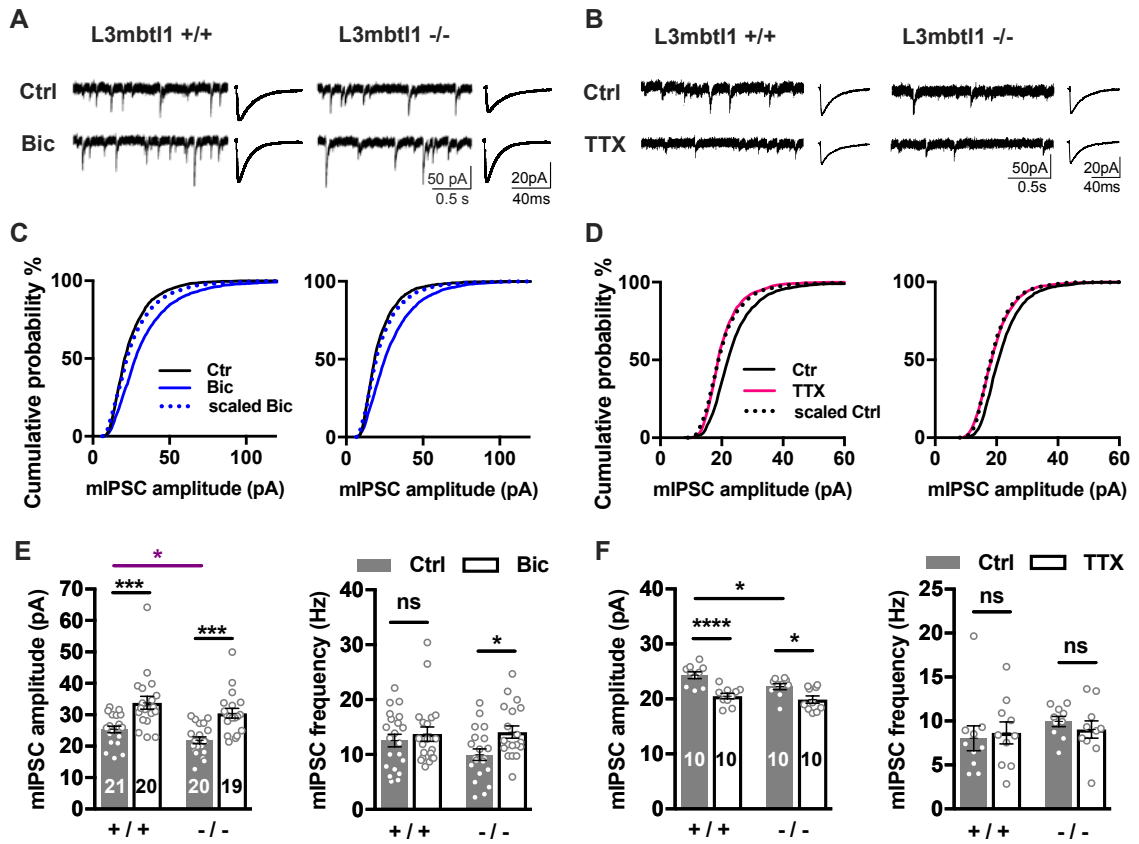 A
L3mbtl1 +/+
L3mbtl1 -/-
Ctrl
Bic
50 pA
0.5 s
20pA
40ms
B
L3mbtl1 +/+
L3mbtl1 -/-
Ctrl
TTX
50pA
0.5s
20pA
40ms
C
Cumulative probability %
100
50
0
Ctr
Bic
scaled Bic
0 50 100
mIPSC amplitude (pA)
100
50
0
0 50 100
mIPSC amplitude (pA)
D
Cumulative probability %
100
50
0
Ctr
TTX
scaled Ctrl
0 20 40 60
mIPSC amplitude (pA)
100
50
0
0 20 40 60
mIPSC amplitude (pA)
E
mIPSC amplitude (pA)
70
60
50
40
30
20
10
0
*
***
***
21 20 20 19
+ / + - / -
Ctrl Bic
mIPSC frequency (Hz)
40
30
20
10
0
ns
*
+ / + - / -
F
mIPSC amplitude (pA)
40
30
20
10
0
*
****
*
10 10 10 10
+ / + - / -
Ctrl TTX
mIPSC frequency (Hz)
25
20
15
10
5
0
ns
ns
+ / + - / -